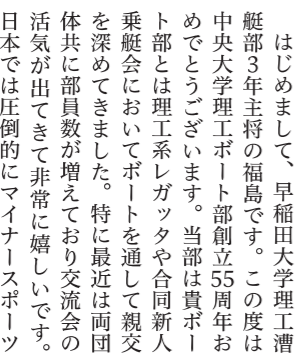 はじめまして、早稲田大学理工漕
艇部3年主将の福島です。この度は
中央大学理工ボート部創立55周年お
めでとうございます。当部は貴ボー
ト部とは理工系レガッタや合同新人
乗艇会においてボートを通して親交
を深めてきました。特に最近は両団
体共に部員数が増えており交流会の
活気が出てきて非常に嬉しいです。
日本では圧倒的にマイナースポーツ